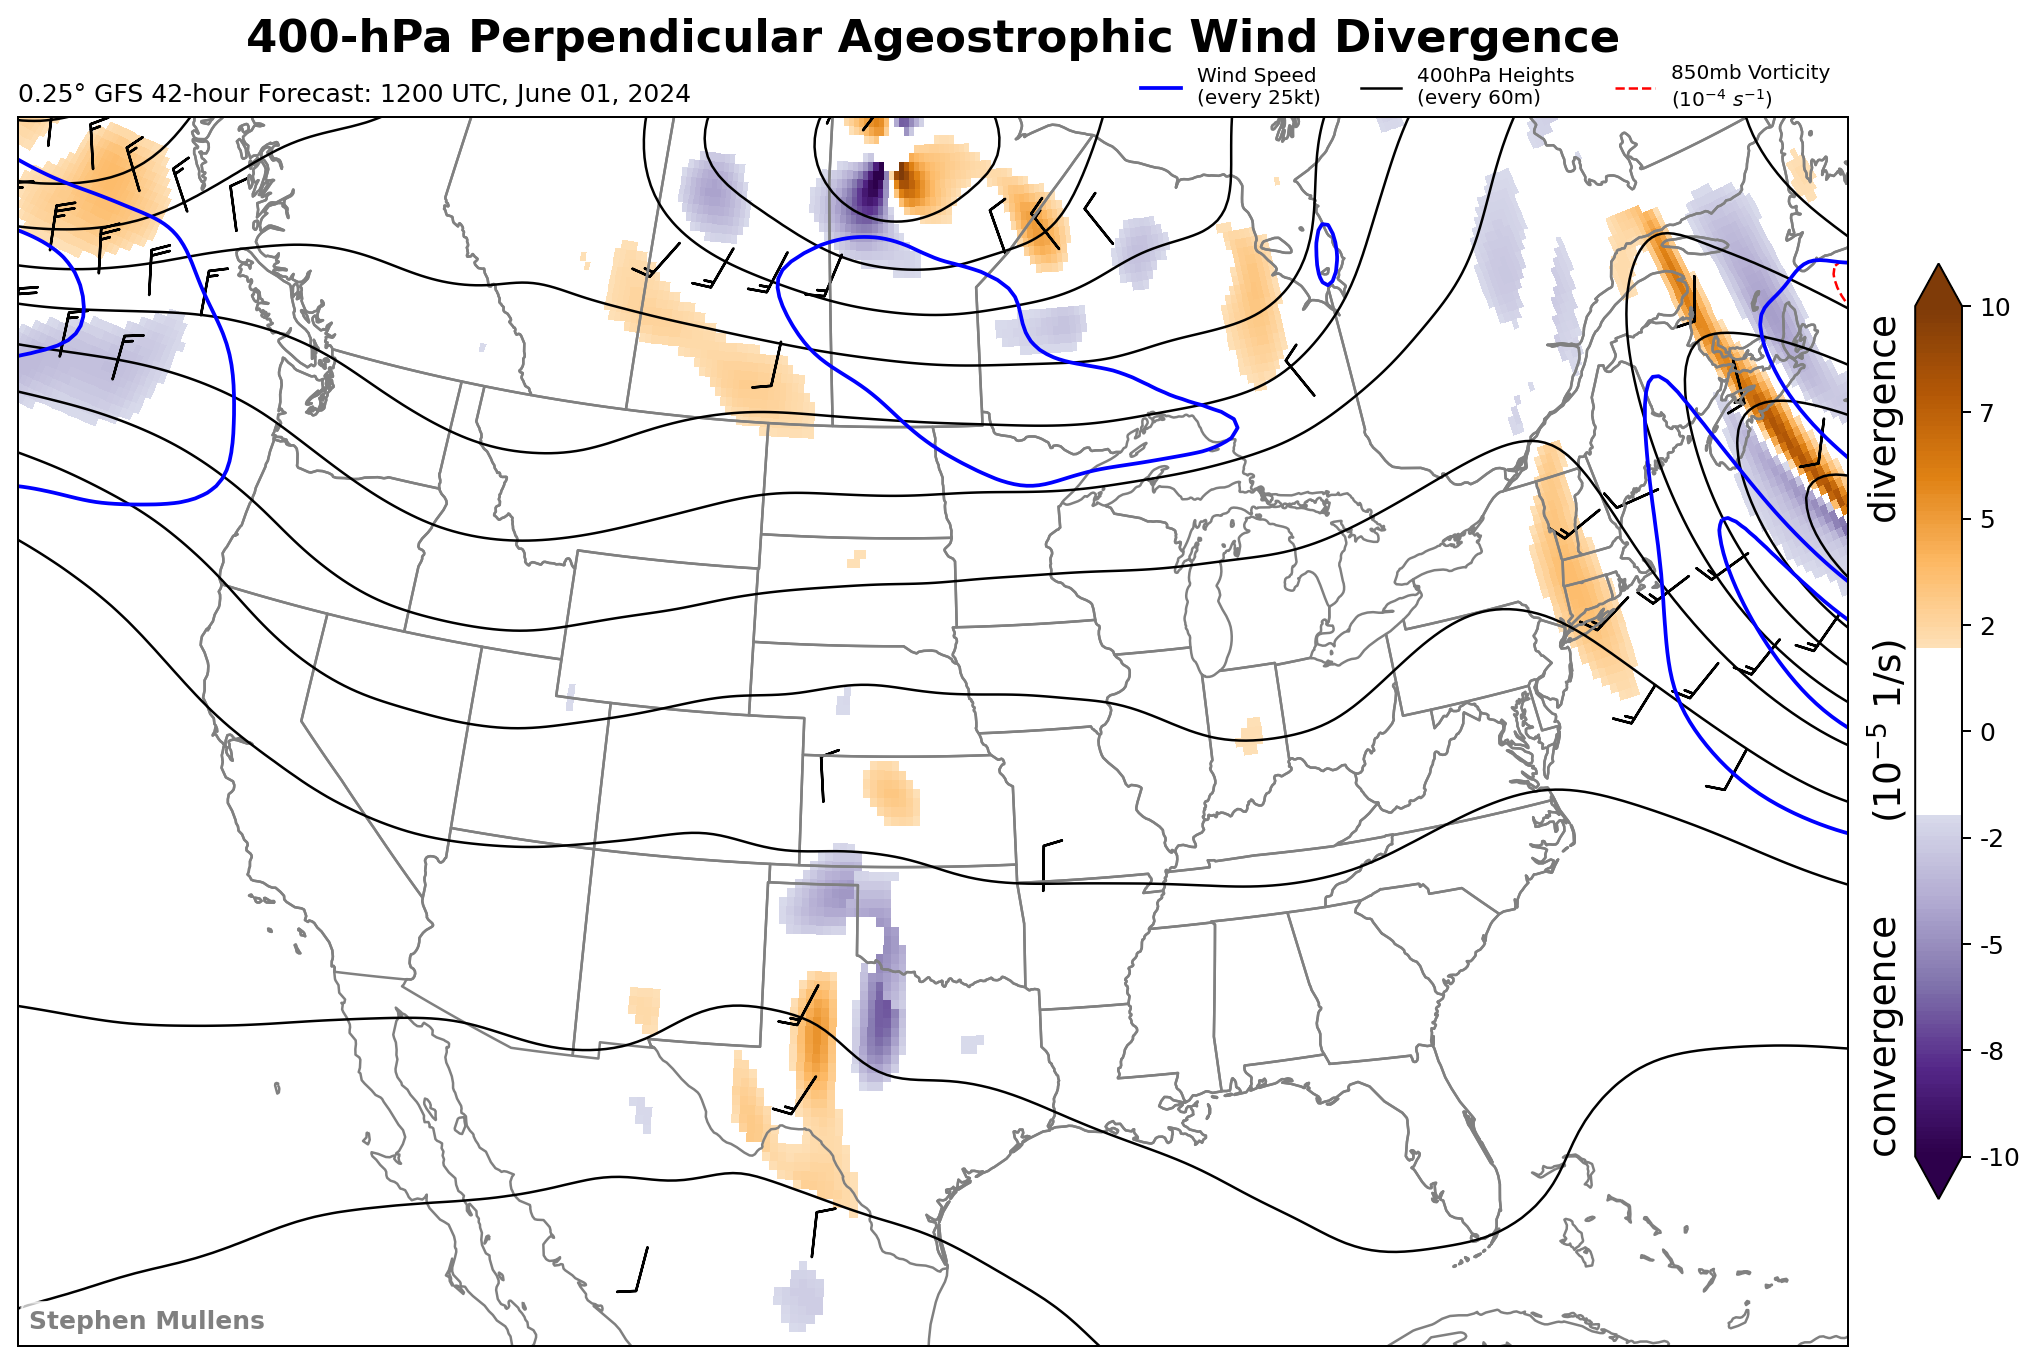 400-hPa Perpendicular Ageostrophic Wind Divergence
0.25° GFS 42-hour Forecast: 1200 UTC, June 01, 2024
Wind Speed
(every 25kt)
400hPa Heights
(every 60m)
850mb Vorticity
(10⁻⁴ s⁻¹)
10
7
5
2
0
-2
-5
-8
-10
convergence (10⁻⁵ 1/s) divergence
Stephen Mullens